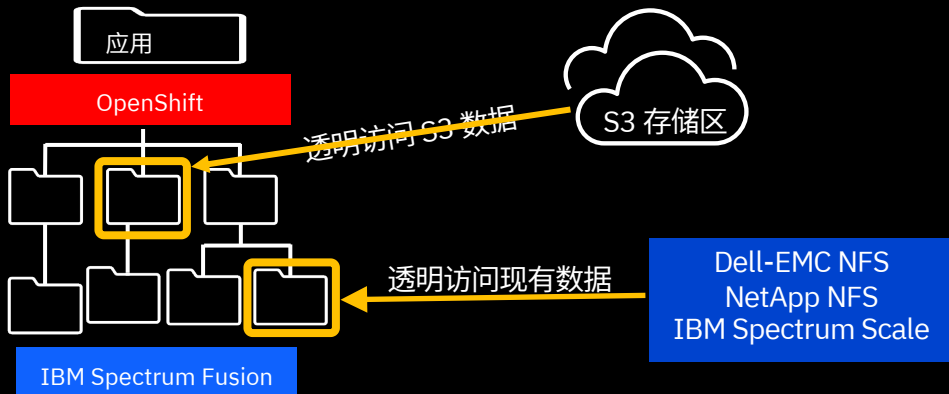 应用
OpenShift
透明访问 S3 数据
S3 存储区
透明访问现有数据
Dell-EMC NFS
NetApp NFS
IBM Spectrum Scale
IBM Spectrum Fusion